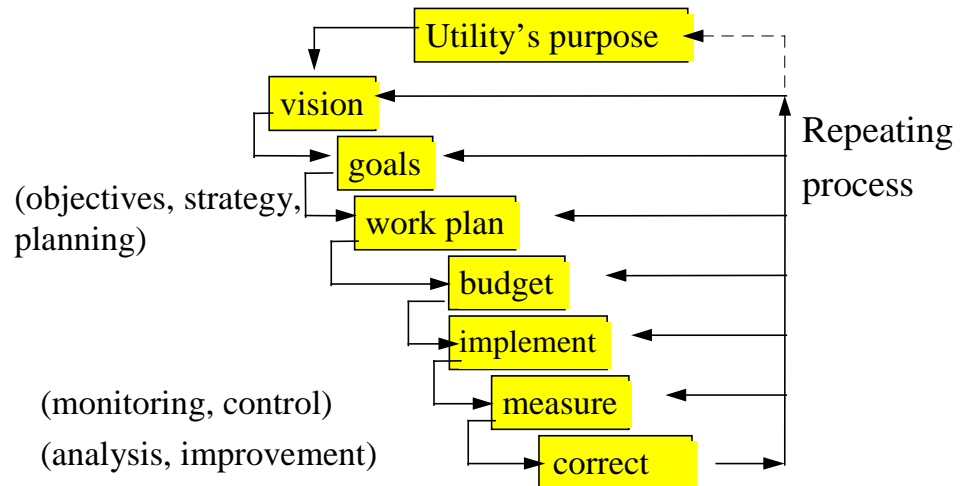 Utility’s purpose
vision
Repeating
process
goals
(objectives, strategy,
planning)
work plan
budget
implement
(monitoring, control)
measure
(analysis, improvement)
correct